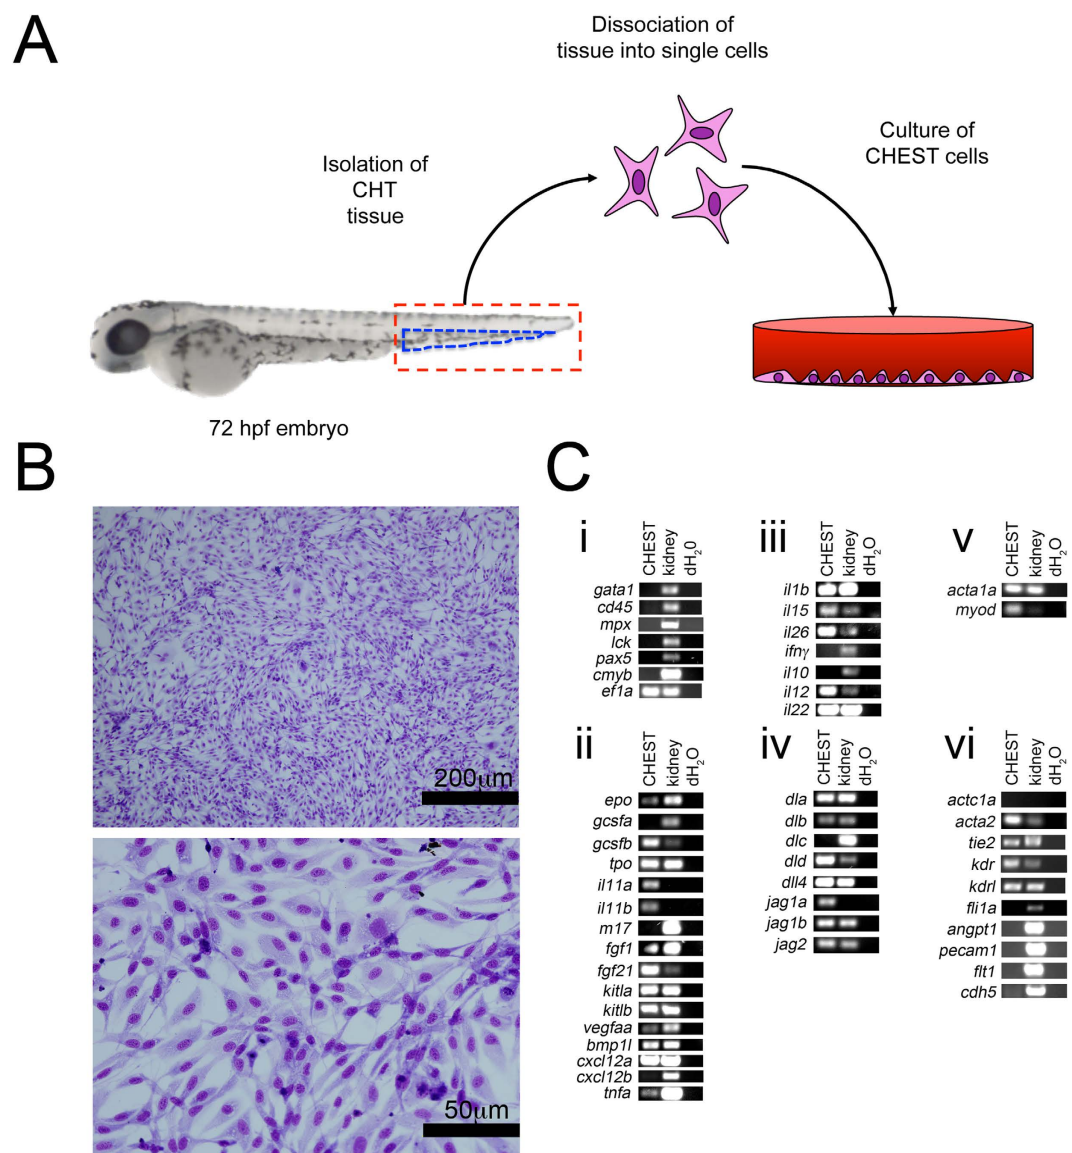 A
Dissociation of
tissue into single cells
Isolation of
CHT
tissue
Culture of
CHEST cells
72 hpf embryo
B
200μm
50μm
C
i
CHEST
kidney
dH20
gata1
cd45
mpx
lck
pax5
cmyb
ef1a
ii
CHEST
kidney
dH2O
epo
gcsfa
gcsfb
tpo
il11a
il11b
m17
fgf1
fgf21
kitla
kitlb
vegfaa
bmp1l
cxcl12a
cxcl12b
tnfa
iii
CHEST
kidney
dH2O
il1b
il15
il26
ifnγ
il10
il12
il22
iv
CHEST
kidney
dH2O
dla
dlb
dlc
dld
dll4
jag1a
jag1b
jag2
v
CHEST
kidney
dH2O
acta1a
myod
vi
CHEST
kidney
dH2O
actc1a
acta2
tie2
kdr
kdrl
fli1a
angpt1
pecam1
flt1
cdh5